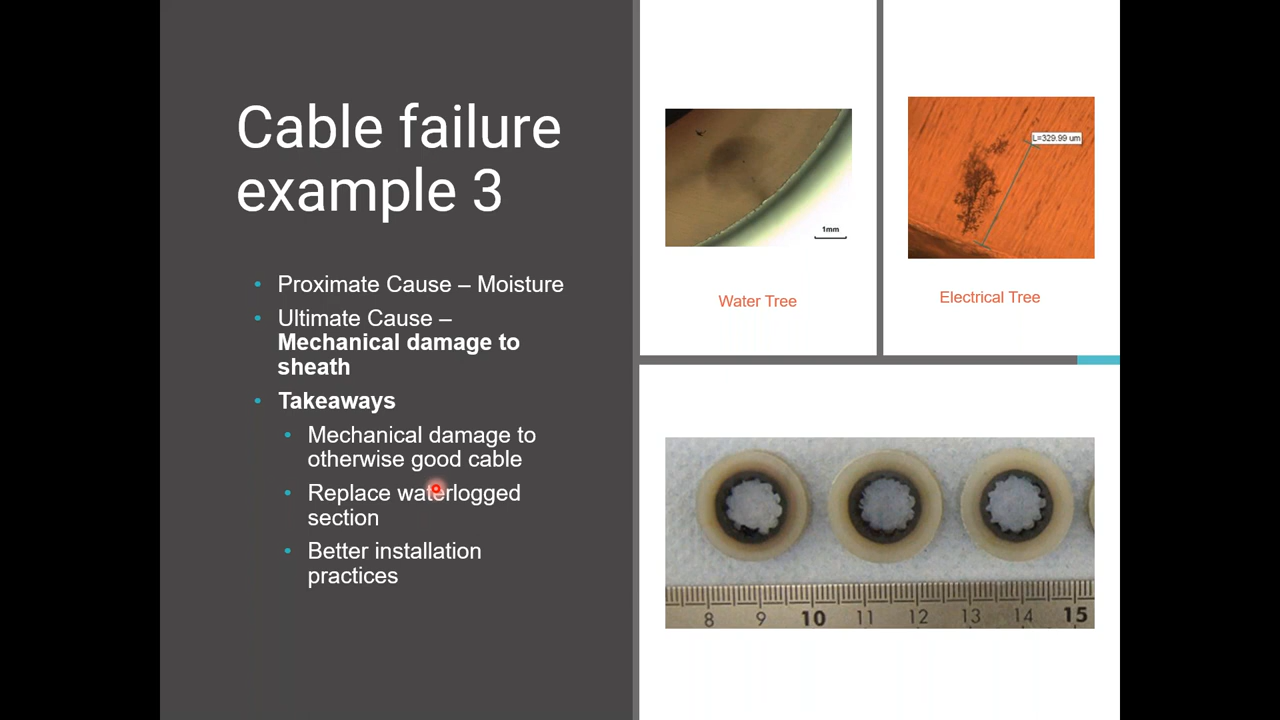 Cable failure
example 3
• Proximate Cause – Moisture
• Ultimate Cause –
Mechanical damage to
sheath
• Takeaways
• Mechanical damage to
otherwise good cable
• Replace waterlogged
section
• Better installation
practices
1mm
Water Tree
L=329.99 um
Electrical Tree
8 9 10 11 12 13 14 15